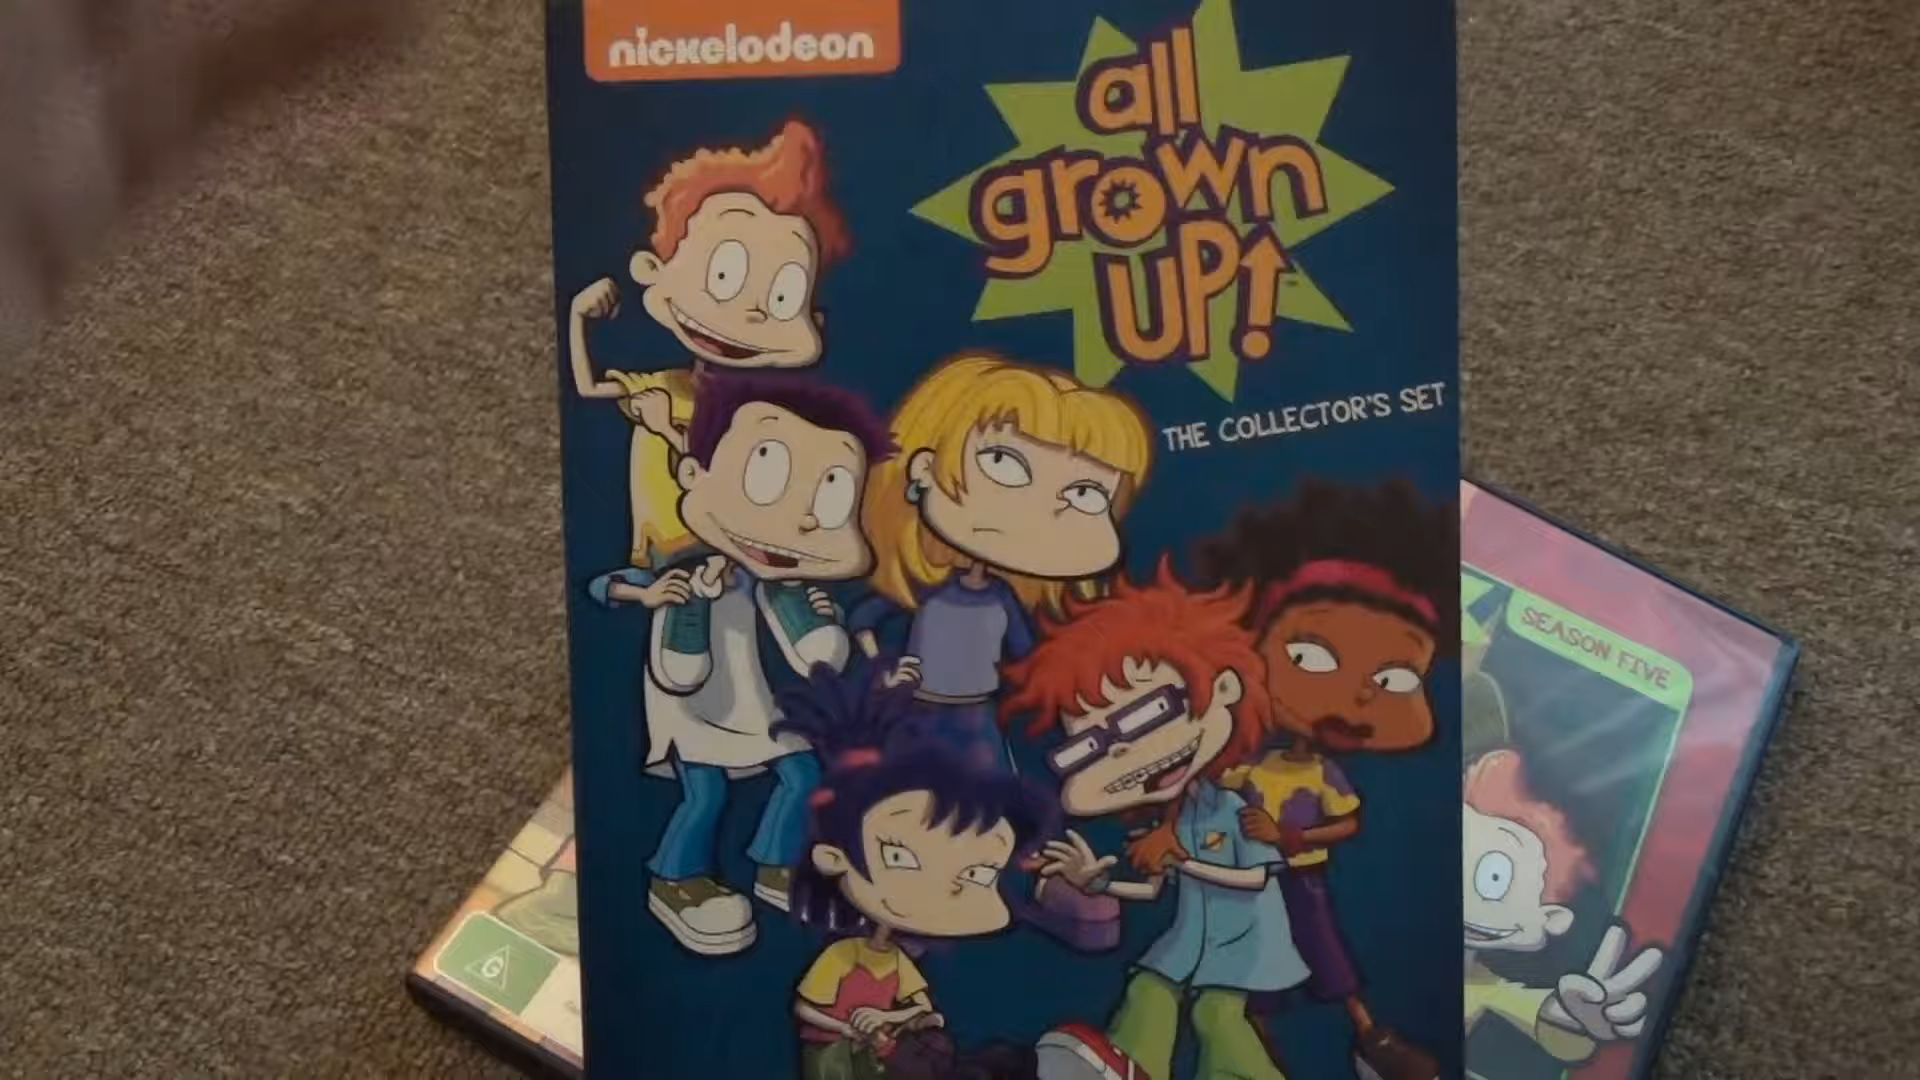 nickelodeon
all
grown
UP!
THE COLLECTOR'S SET
SEASON FIVE
G